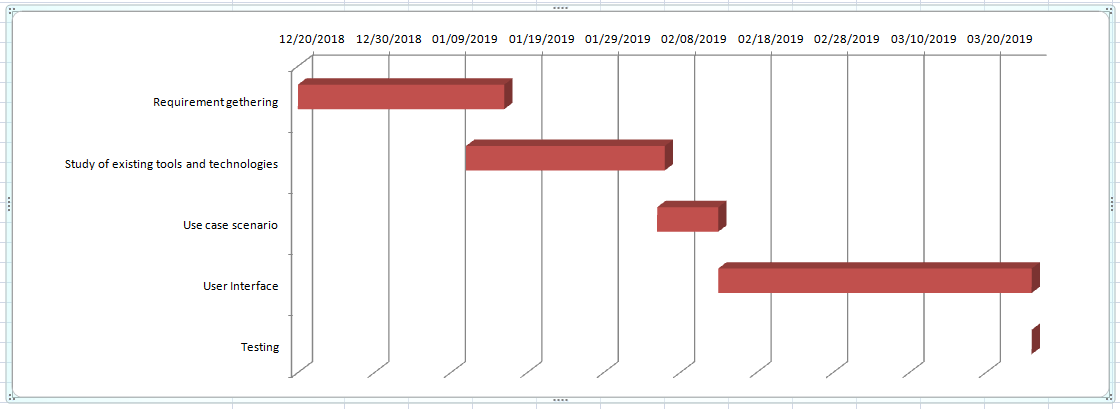 12/20/2018 12/30/2018 01/09/2019 01/19/2019 01/29/2019 02/08/2019 02/18/2019 02/28/2019 03/10/2019 03/20/2019
Requirement gethering
Study of existing tools and technologies
Use case scenario
User Interface
Testing